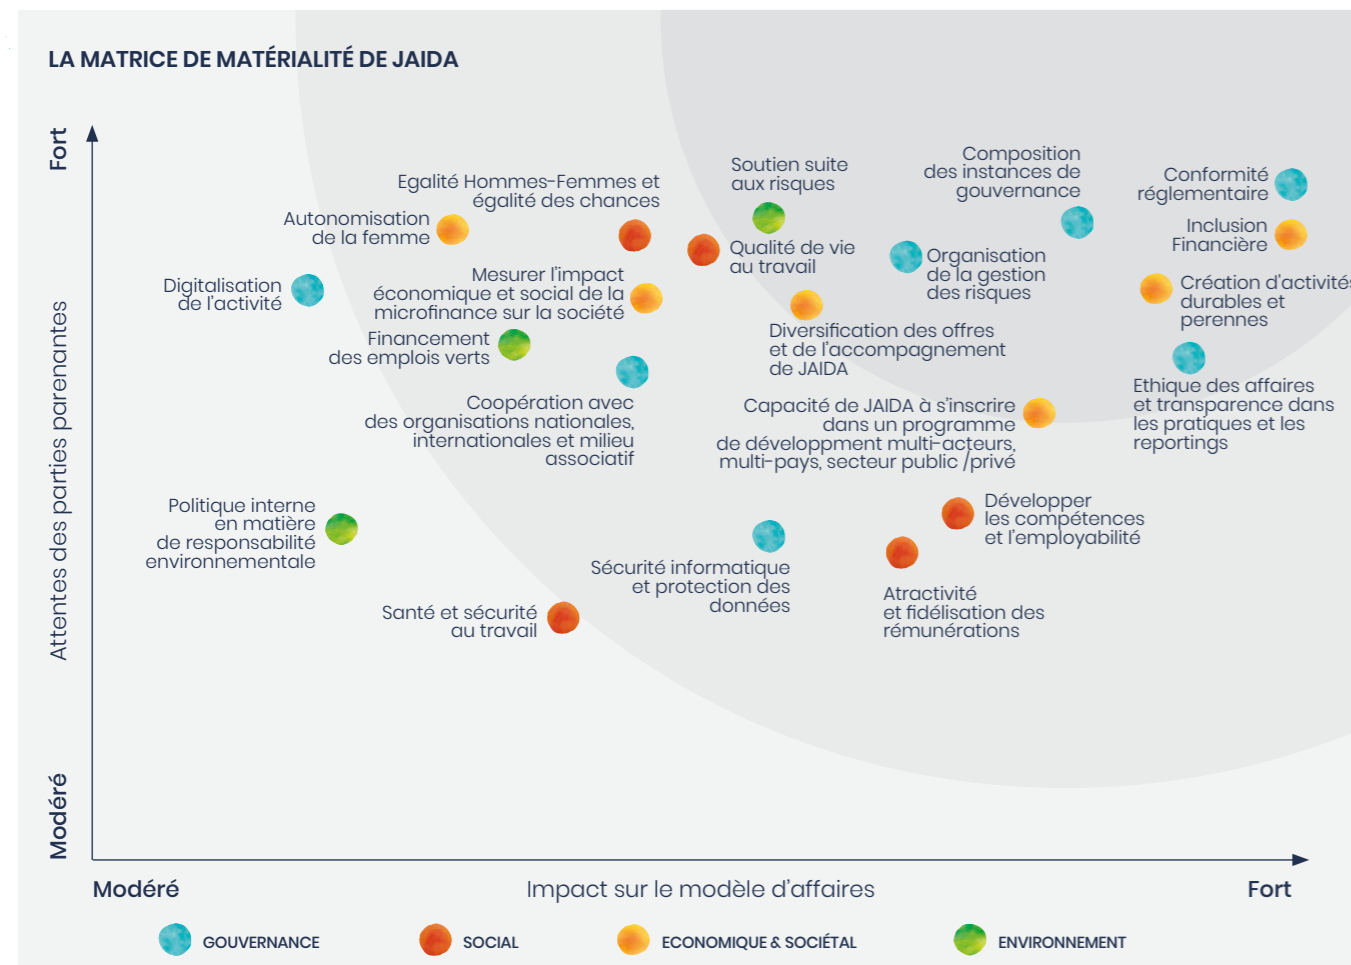 LA MATRICE DE MATÉRIALITÉ DE JAIDA
Fort
Attentes des parties parenantes
Modéré
Soutien suite
aux risques
Composition
des instances de
gouvernance
Conformité
réglementaire
Egalité Hommes-Femmes et
égalité des chances
Autonomisation
de la femme
Inclusion
Financière
Qualité de vie
au travail
Organisation
de la gestion
des risques
Digitalisation
de l'activité
Mesurer l'impact
économique et social de la
microfinance sur la société
Création d'activités
durables et
perennes
Financement
des emplois verts
Diversification des offres
et de l'accompagnement
de JAIDA
Ethique des affaires
et transparence dans
les pratiques et les
reportings
Coopération avec
des organisations nationales,
internationales et milieu
associatif
Capacité de JAIDA à s'inscrire
dans un programme
de développment multi-acteurs,
multi-pays, secteur public /privé
Politique interne
en matière
de responsabilité
environnementale
Développer
les compétences
et l'employabilité
Sécurité informatique
et protection des
données
Atractivité
et fidélisation des
rémunérations
Santé et sécurité
au travail
Modéré
Impact sur le modèle d'affaires
Fort
GOUVERNANCE
SOCIAL
ECONOMIQUE & SOCIÉTAL
ENVIRONNEMENT